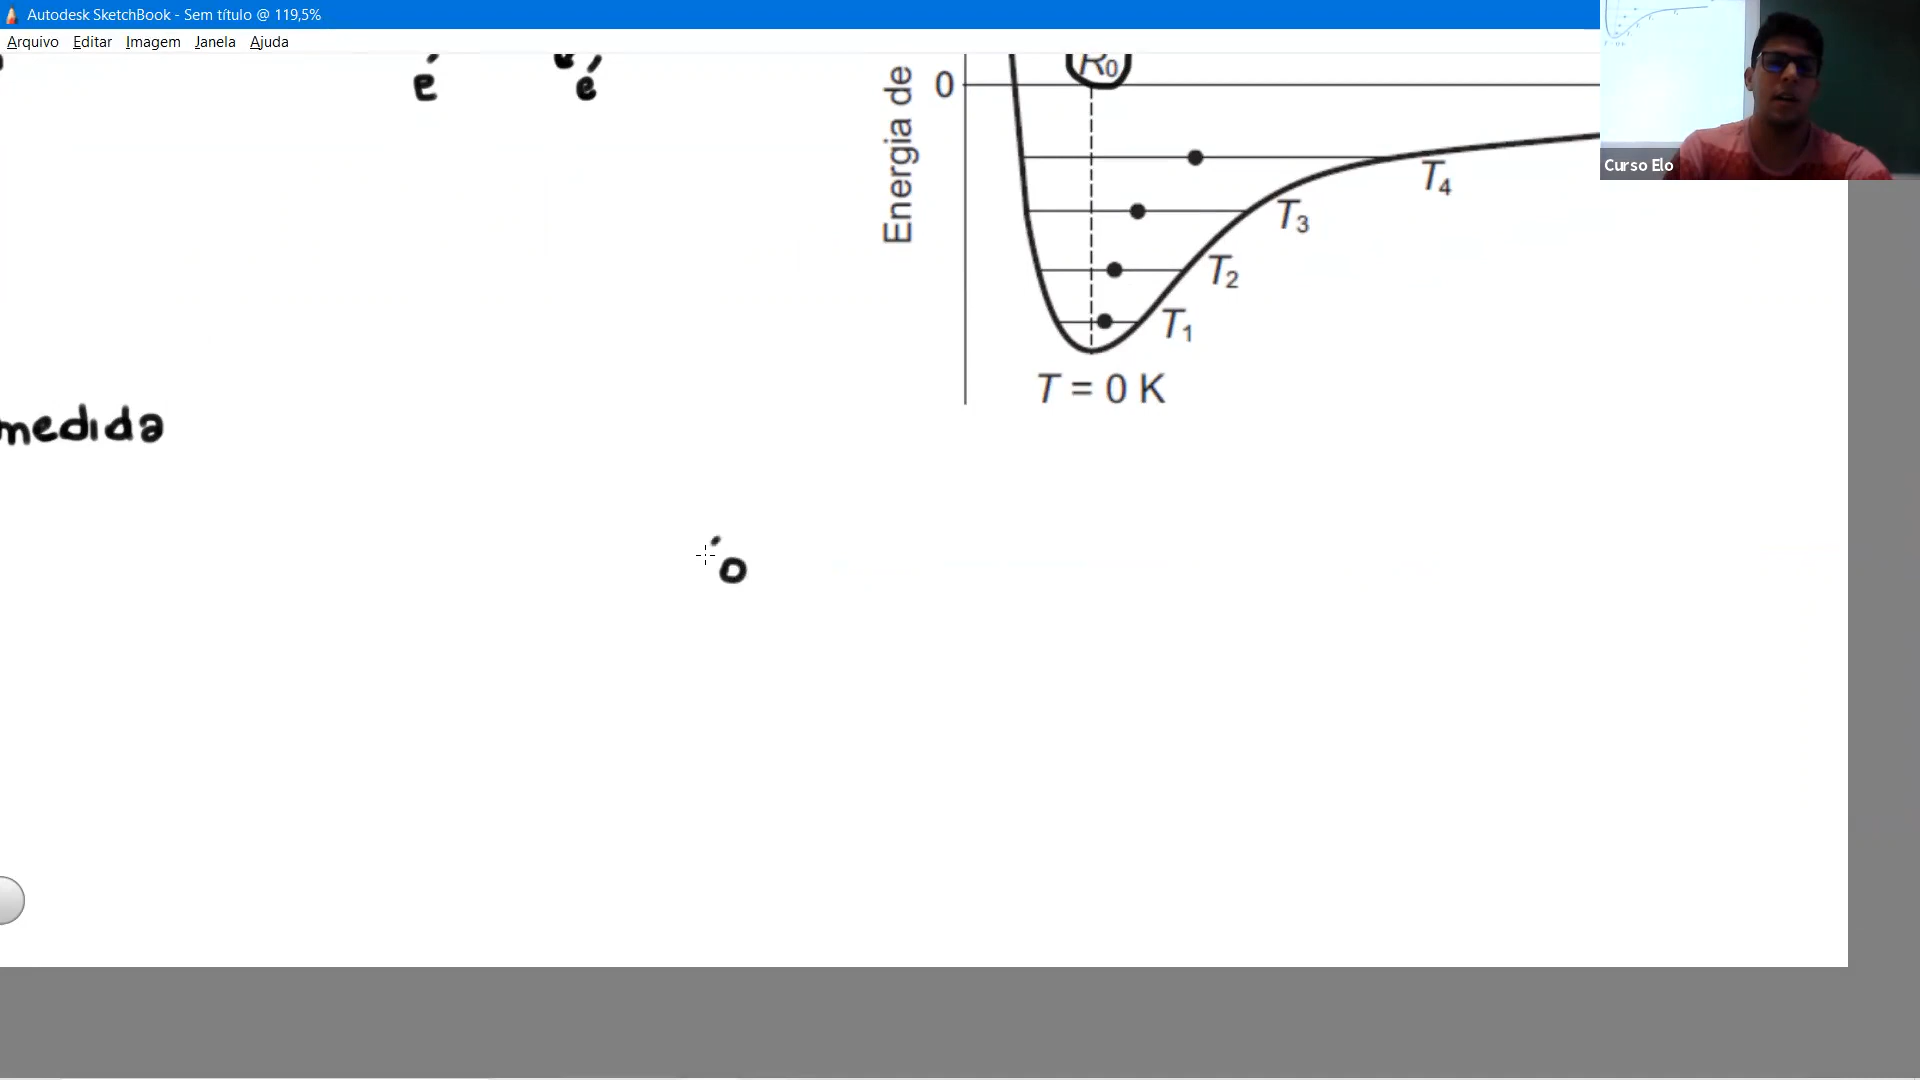 Autodesk SketchBook - Sem título @ 119,5%
Arquivo Editar Imagem Janela Ajuda
é é
R0
Energia de
0
T4
T3
T2
T1
T = 0 K
Curso Elo
medida
o